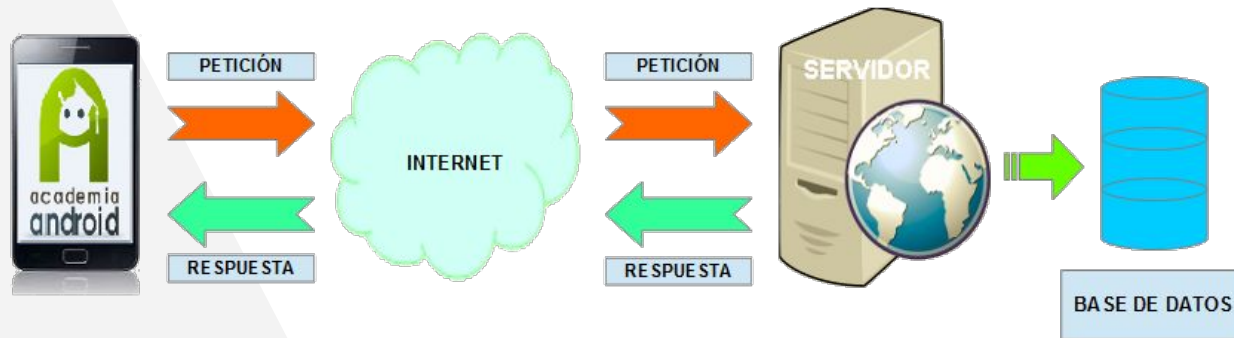 academia
android
PETICIÓN
RESPUESTA
INTERNET
PETICIÓN
RESPUESTA
SERVIDOR
BASE DE DATOS